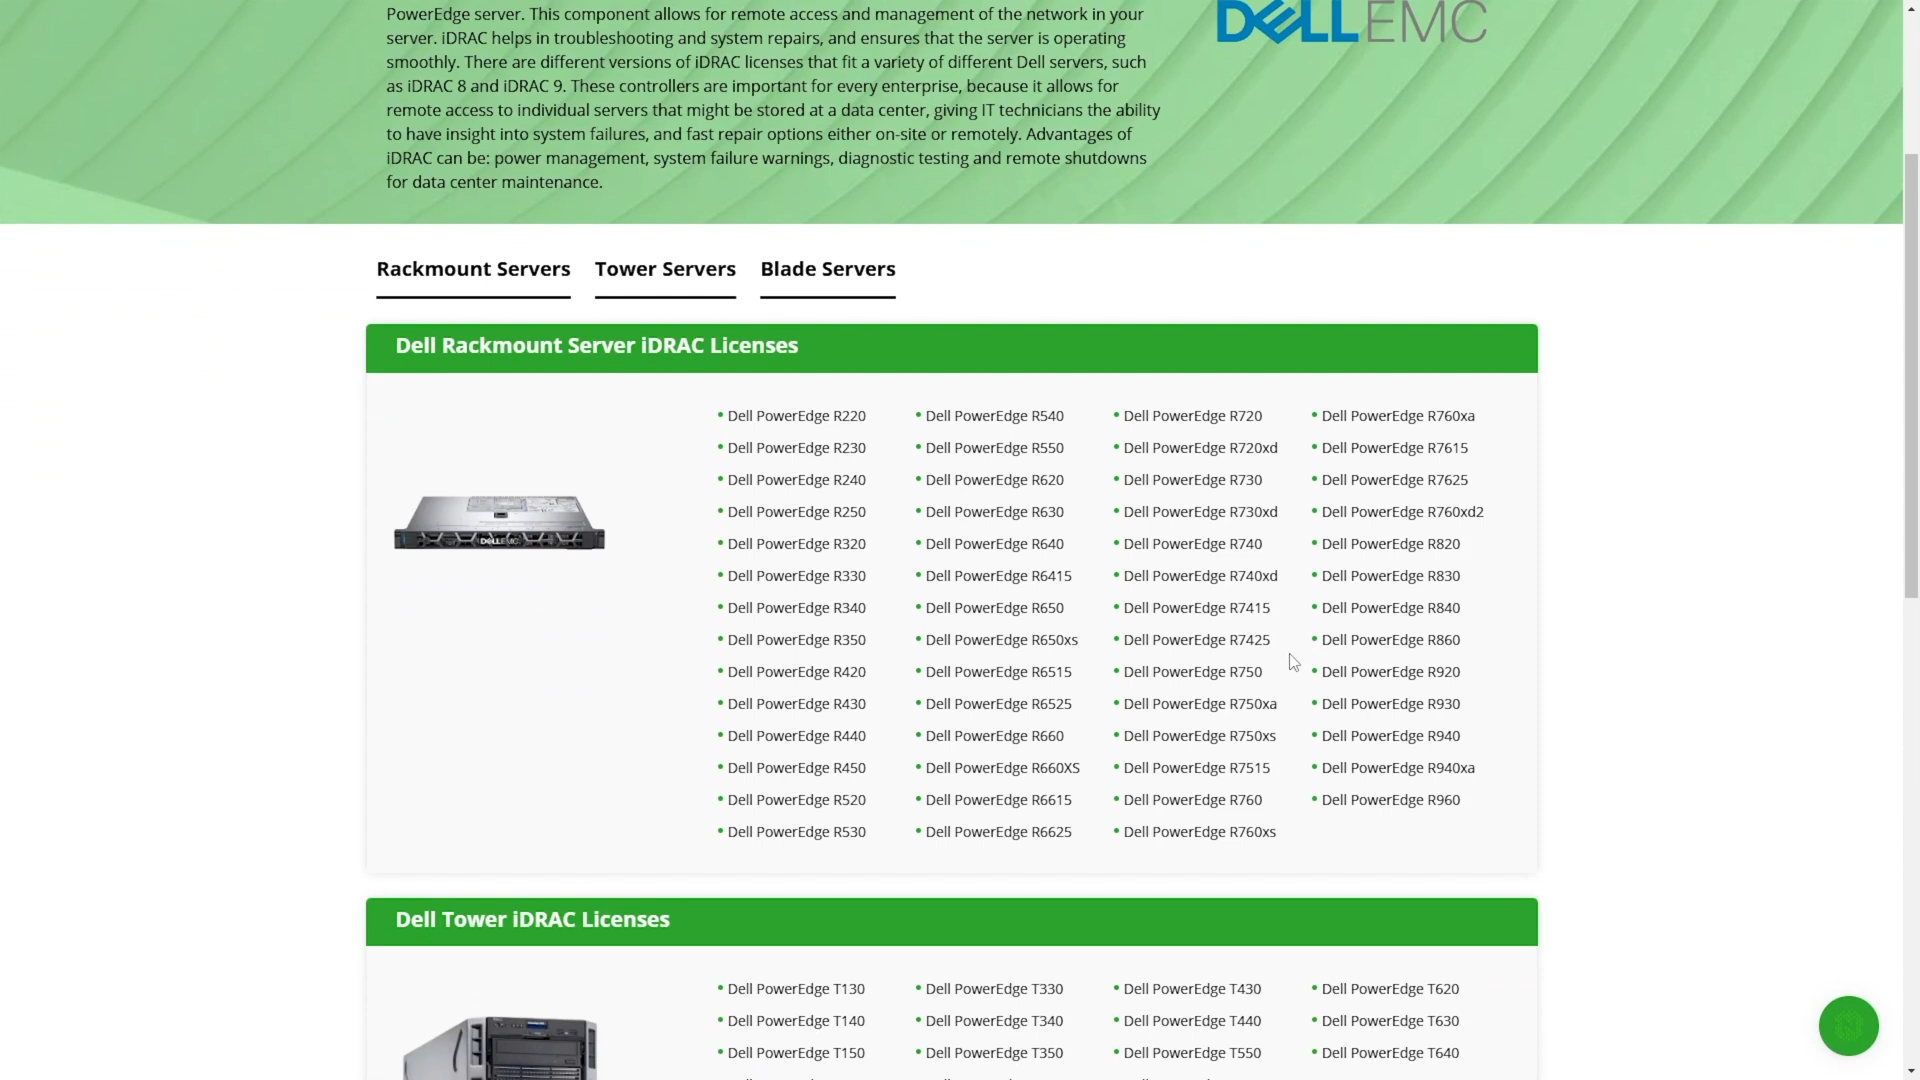 PowerEdge server. This component allows for remote access and management of the network in your
server. iDRAC helps in troubleshooting and system repairs, and ensures that the server is operating
smoothly. There are different versions of iDRAC licenses that fit a variety of different Dell servers, such
as iDRAC 8 and iDRAC 9. These controllers are important for every enterprise, because it allows for
remote access to individual servers that might be stored at a data center, giving IT technicians the ability
to have insight into system failures, and fast repair options either on-site or remotely. Advantages of
iDRAC can be: power management, system failure warnings, diagnostic testing and remote shutdowns
for data center maintenance.
DELLEMC
Rackmount Servers Tower Servers Blade Servers
Dell Rackmount Server iDRAC Licenses
DELLEMC
Dell PowerEdge R220
Dell PowerEdge R230
Dell PowerEdge R240
Dell PowerEdge R250
Dell PowerEdge R320
Dell PowerEdge R330
Dell PowerEdge R340
Dell PowerEdge R350
Dell PowerEdge R420
Dell PowerEdge R430
Dell PowerEdge R440
Dell PowerEdge R450
Dell PowerEdge R520
Dell PowerEdge R530
Dell PowerEdge R540
Dell PowerEdge R550
Dell PowerEdge R620
Dell PowerEdge R630
Dell PowerEdge R640
Dell PowerEdge R6415
Dell PowerEdge R650
Dell PowerEdge R650xs
Dell PowerEdge R6515
Dell PowerEdge R6525
Dell PowerEdge R660
Dell PowerEdge R660XS
Dell PowerEdge R6615
Dell PowerEdge R6625
Dell PowerEdge R720
Dell PowerEdge R720xd
Dell PowerEdge R730
Dell PowerEdge R730xd
Dell PowerEdge R740
Dell PowerEdge R740xd
Dell PowerEdge R7415
Dell PowerEdge R7425
Dell PowerEdge R750
Dell PowerEdge R750xa
Dell PowerEdge R750xs
Dell PowerEdge R7515
Dell PowerEdge R760
Dell PowerEdge R760xs
Dell PowerEdge R760xa
Dell PowerEdge R7615
Dell PowerEdge R7625
Dell PowerEdge R760xd2
Dell PowerEdge R820
Dell PowerEdge R830
Dell PowerEdge R840
Dell PowerEdge R860
Dell PowerEdge R920
Dell PowerEdge R930
Dell PowerEdge R940
Dell PowerEdge R940xa
Dell PowerEdge R960
Dell Tower iDRAC Licenses
Dell PowerEdge T130
Dell PowerEdge T140
Dell PowerEdge T150
Dell PowerEdge T330
Dell PowerEdge T340
Dell PowerEdge T350
Dell PowerEdge T430
Dell PowerEdge T440
Dell PowerEdge T550
Dell PowerEdge T620
Dell PowerEdge T630
Dell PowerEdge T640